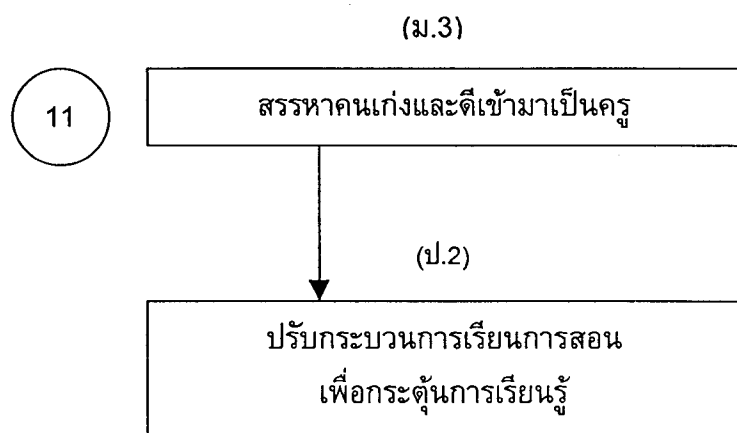 (ม.3)
11
สรรหาคนเก่งและดีเข้ามาเป็นครู
(ป.2)
ปรับกระบวนการเรียนการสอน
เพื่อกระตุ้นการเรียนรู้